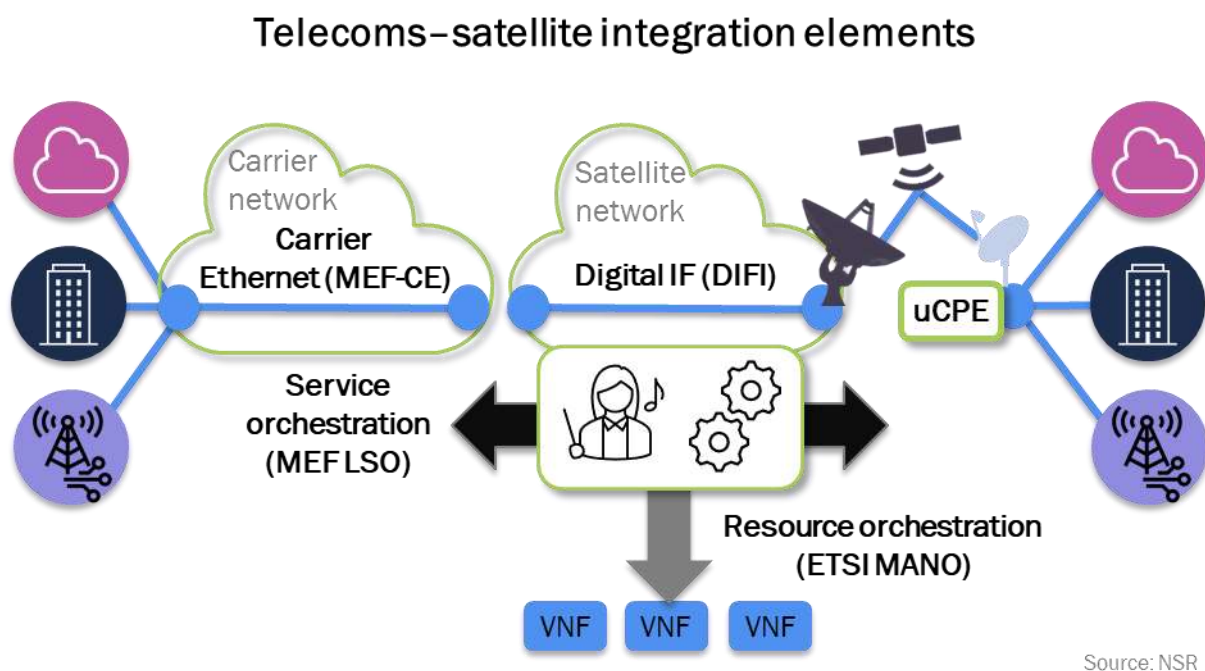 Telecoms–satellite integration elements
Carrier
network
Carrier
Ethernet (MEF-CE)
Satellite
network
Digital IF (DIFI)
uCPE
Service
orchestration
(MEF LSO)
Resource orchestration
(ETSI MANO)
VNF
VNF
VNF
Source: NSR